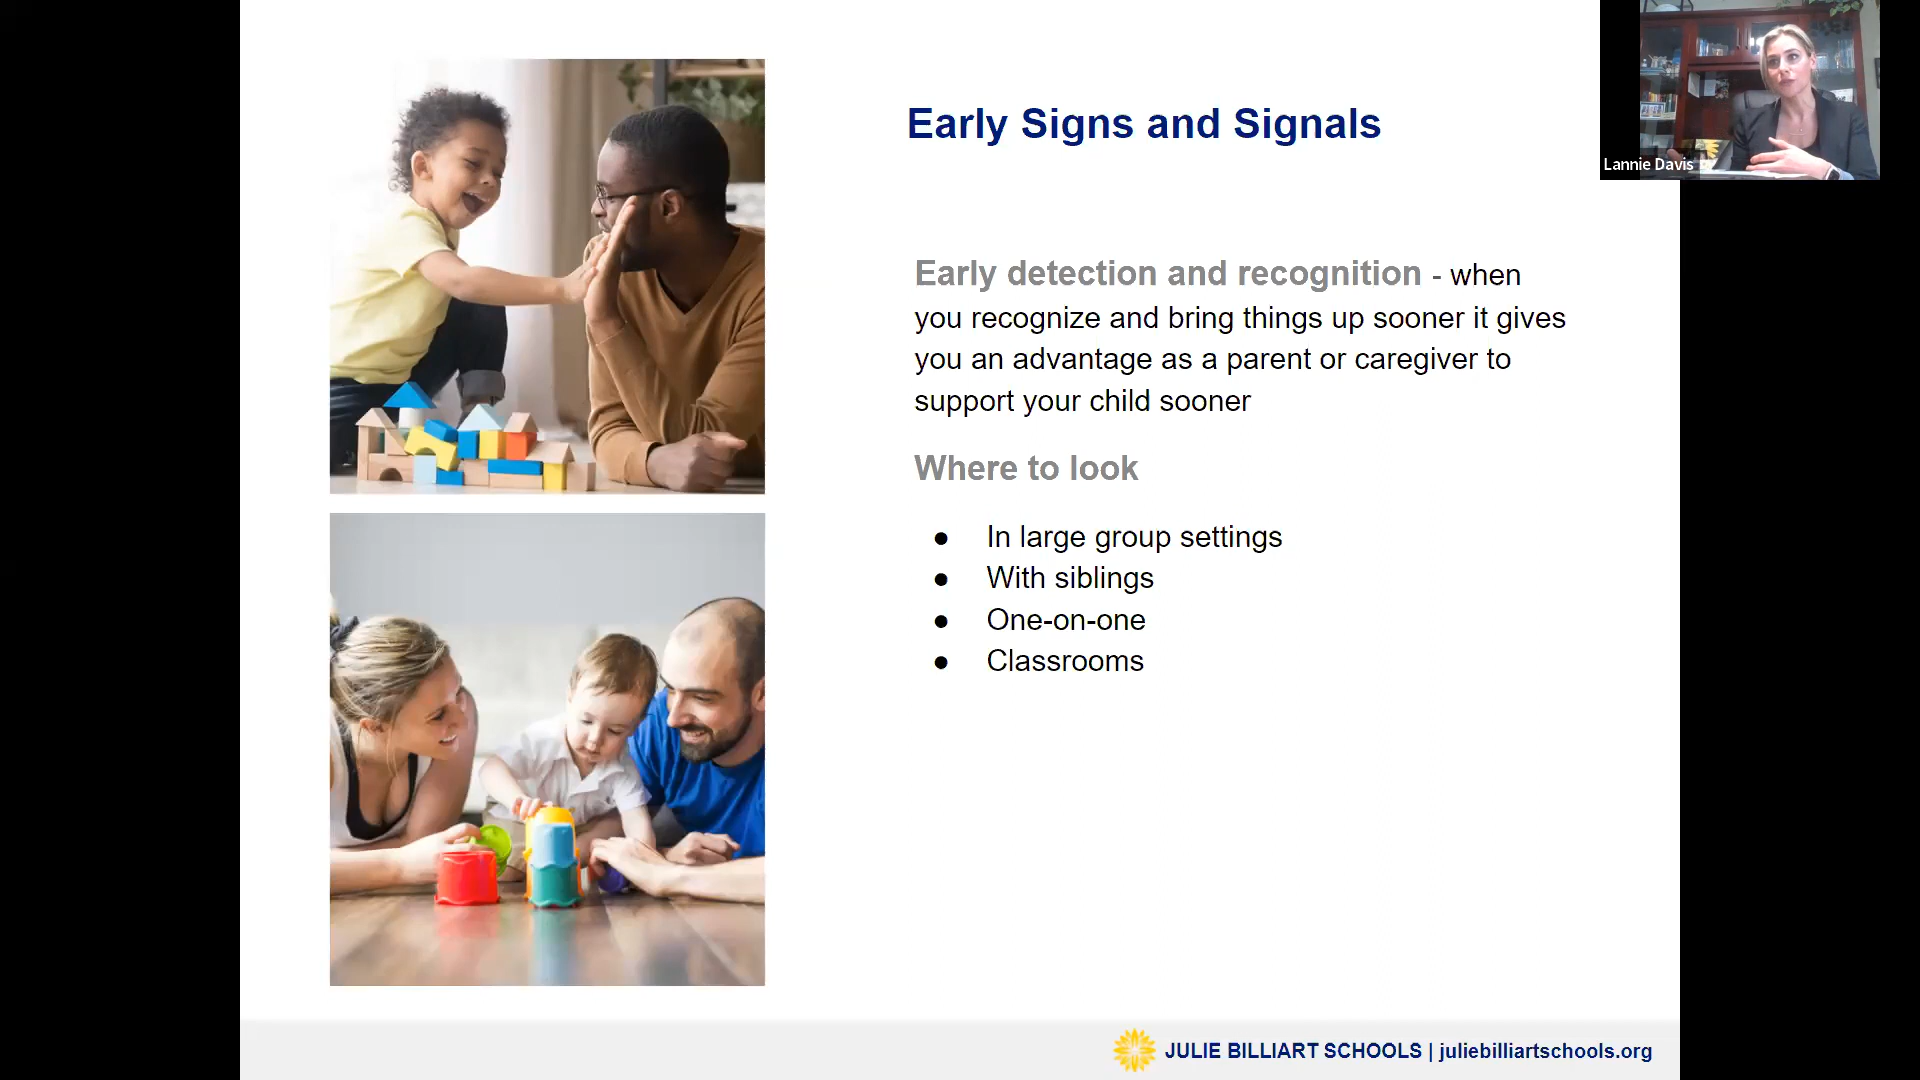 Early Signs and Signals
Lannie Davis
Early detection and recognition - when
you recognize and bring things up sooner it gives
you an advantage as a parent or caregiver to
support your child sooner
Where to look
● In large group settings
● With siblings
● One-on-one
● Classrooms
JULIE BILLIART SCHOOLS | juliebilliartschools.org